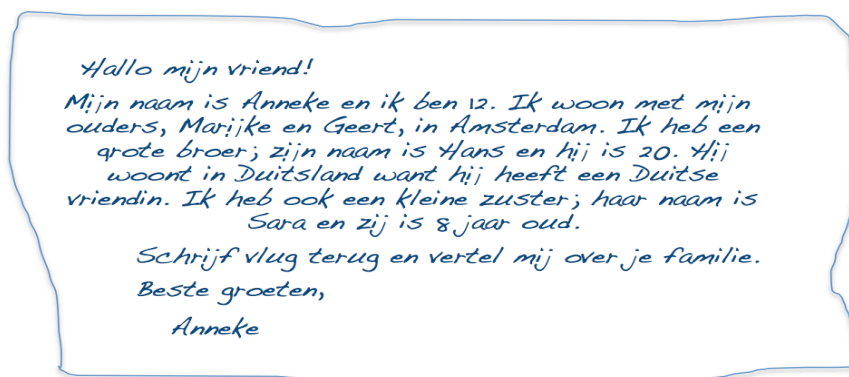 Hallo mijn vriend!
Mijn naam is Anneke en ik ben 12. Ik woon met mijn
ouders, Marijke en Geert, in Amsterdam. Ik heb een
grote broer; zijn naam is Hans en hij is 20. Hij
woont in Duitsland want hij heeft een Duitse
vriendin. Ik heb ook een kleine zuster; haar naam is
Sara en zij is 8 jaar oud.
Schrijf vlug terug en vertel mij over je familie.
Beste groeten,
Anneke